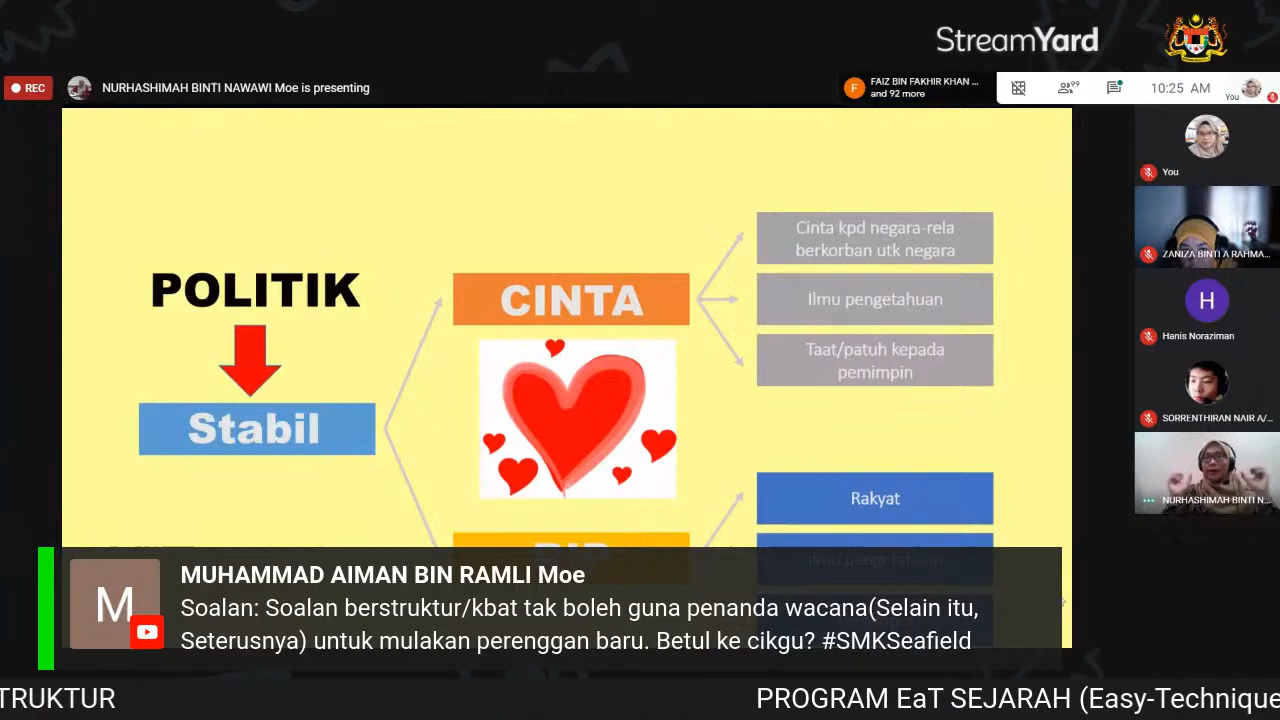 StreamYard
REC
NURHASHIMAH BINTI NAWAWI Moe is presenting
F
FAIZ BIN FAKHIR KHAN ...
and 92 more
99
10:25 AM
You
You
ZANIZA BINTI A RAHMA...
H
Hanis Noraziman
SORRENTHIRAN NAIR A/...
NURHASHIMAH BINTI N...
POLITIK
Stabil
CINTA
Cinta kpd negara-rela
berkorban utk negara
Ilmu pengetahuan
Taat/patuh kepada
pemimpin
Rakyat
Ilmu pengetahuan
M
MUHAMMAD AIMAN BIN RAMLI Moe
Soalan: Soalan berstruktur/kbat tak boleh guna penanda wacana(Selain itu,
Seterusnya) untuk mulakan perenggan baru. Betul ke cikgu? #SMKSeafield
TRUKTUR
PROGRAM EaT SEJARAH (Easy-Technique